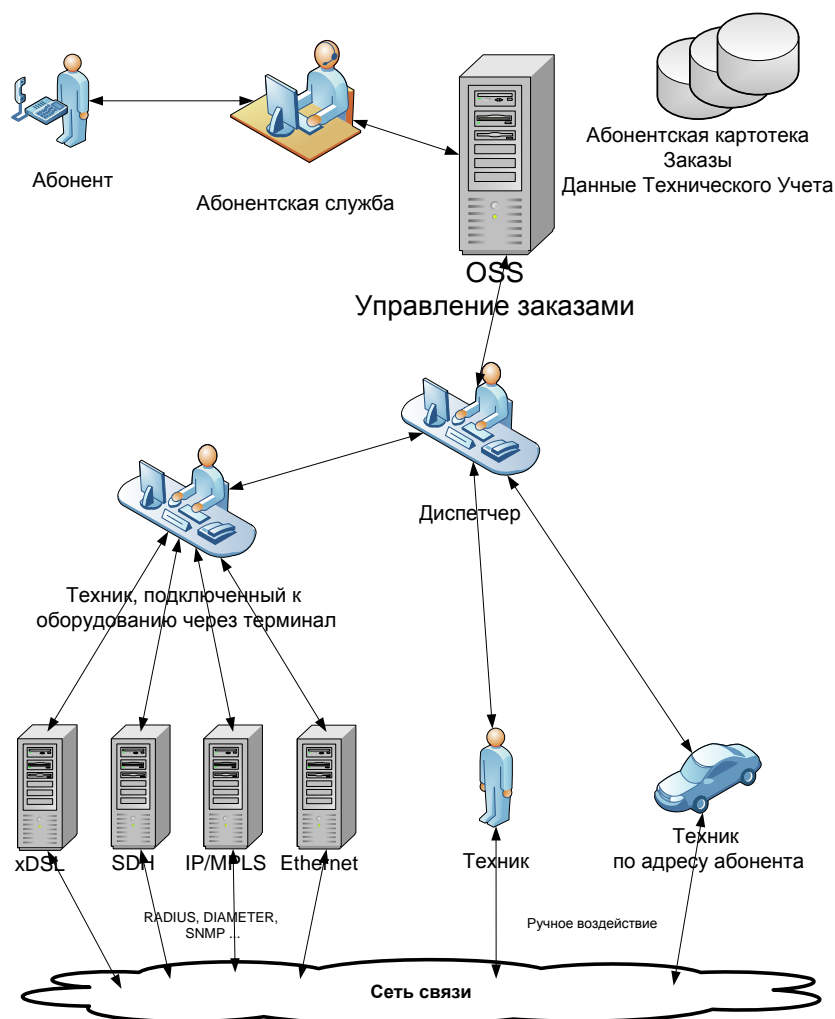 Абонент
Абонентская служба
Абонентская картотека
Заказы
Данные Технического Учета
OSS
Управление заказами
Диспетчер
Техник, подключенный к
оборудованию через терминал
xDSL
SDH
IP/MPLS
Ethernet
Техник
Техник
по адресу абонента
RADIUS, DIAMETER,
SNMP ...
Ручное воздействие
Сеть связи